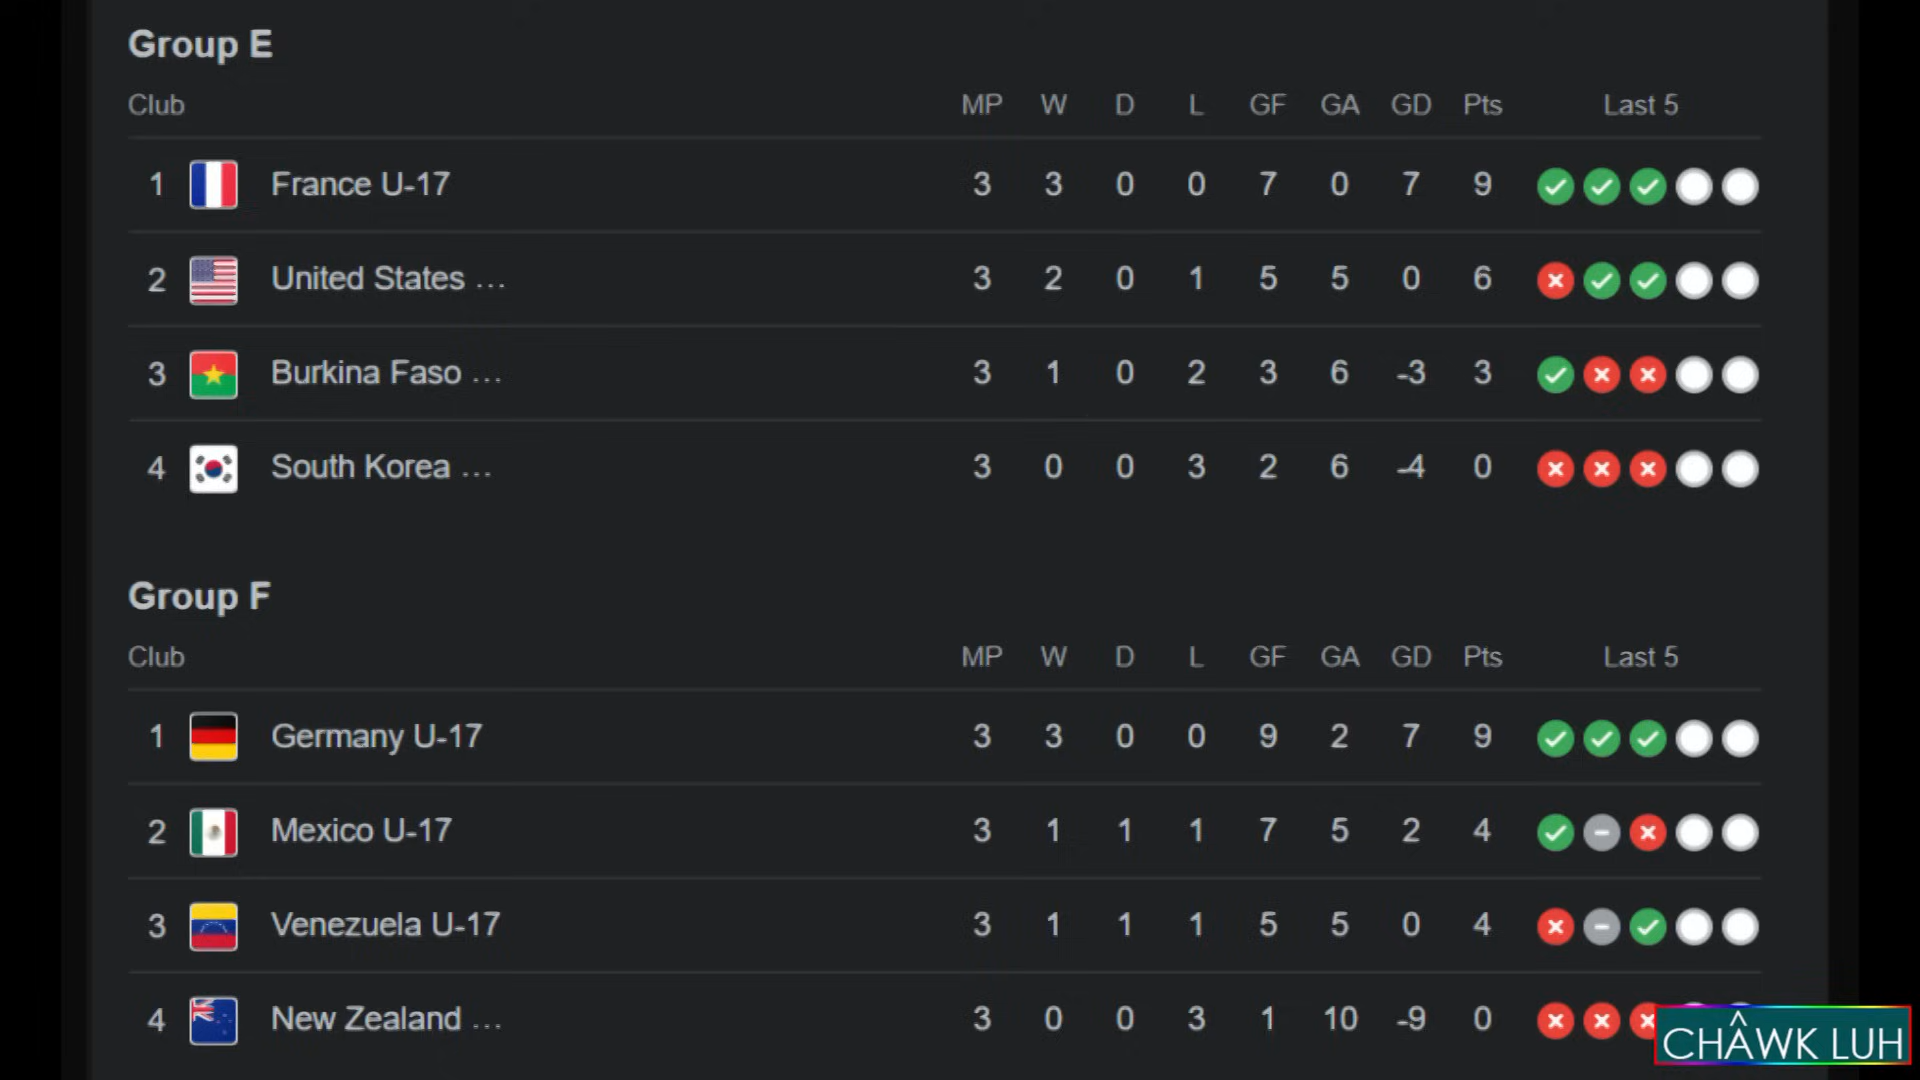 Group E
Club MP W D L GF GA GD Pts Last 5
1 France U-17 3 3 0 0 7 0 7 9
2 United States ... 3 2 0 1 5 5 0 6
3 Burkina Faso ... 3 1 0 2 3 6 -3 3
4 South Korea ... 3 0 0 3 2 6 -4 0
Group F
Club MP W D L GF GA GD Pts Last 5
1 Germany U-17 3 3 0 0 9 2 7 9
2 Mexico U-17 3 1 1 1 7 5 2 4
3 Venezuela U-17 3 1 1 1 5 5 0 4
4 New Zealand ... 3 0 0 3 1 10 -9 0
CHÂWK LUH